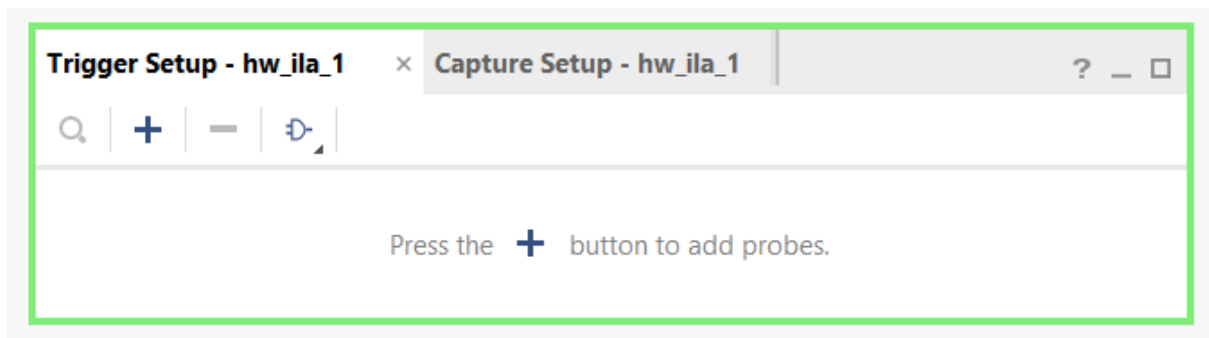 Trigger Setup - hw_ila_1 × Capture Setup - hw_ila_1 ?
Press the + button to add probes.